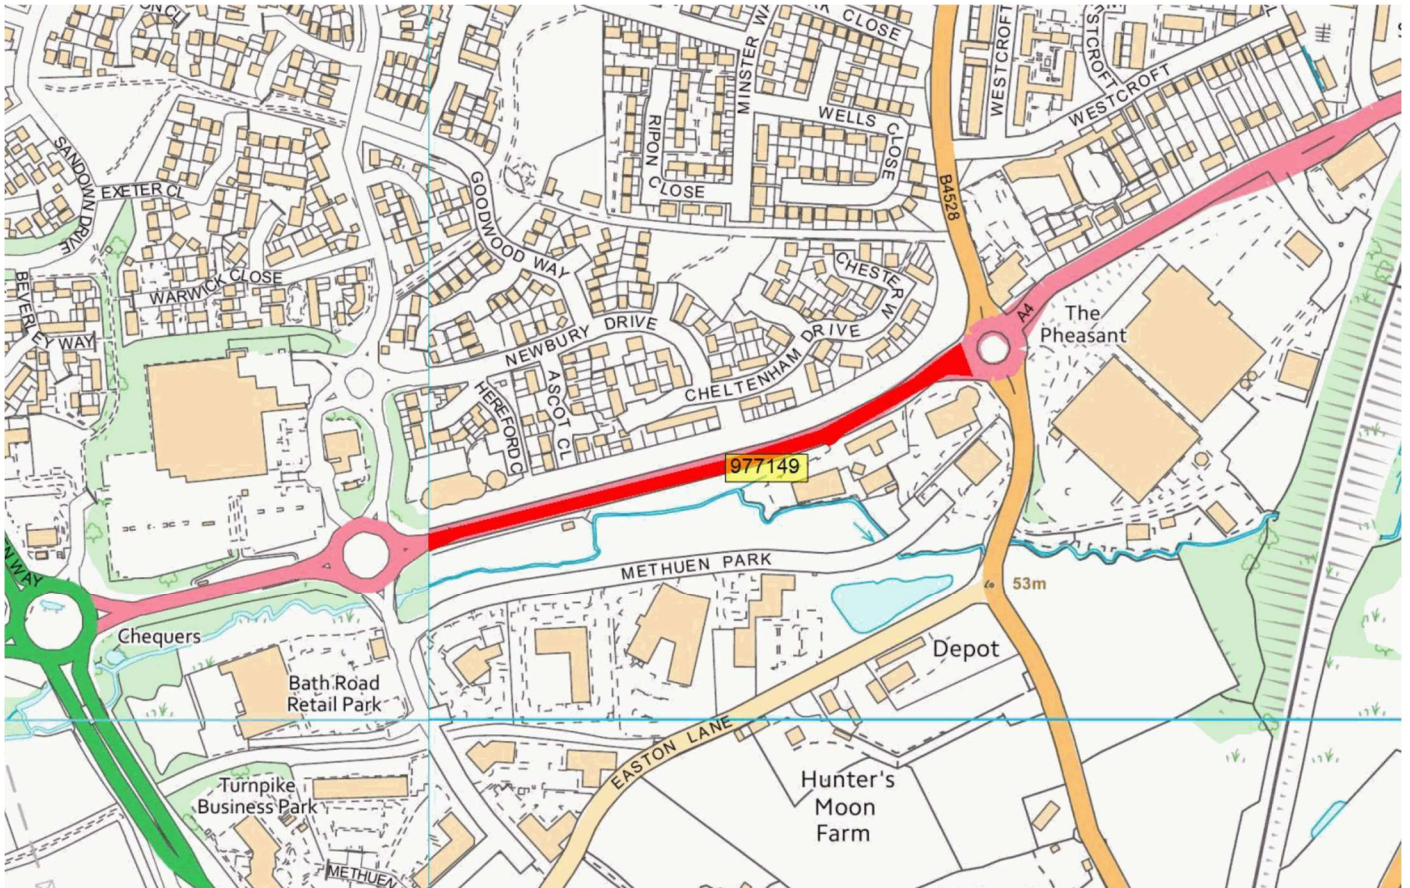 MINSTER WA
CLOSE
WESTCROFT
WESTCROFT
WESTCROFT
WELLS CLOSE
RIPON
CLOSE
SANDOWN DRIVE
EXETER CL
GOODWOOD WAY
B4528
WARWICK CLOSE
CHESTER W
BEVERLEY WAY
NEWBURY DRIVE
CHELTENHAM DRIVE
A4
The
Pheasant
HEREFORD C
ASCOT CL
977149
METHUEN PARK
53m
Chequers
Depot
Bath Road
Retail Park
EASTON LANE
Turnpike
Business Park
Hunter's
Moon
Farm
METHUEN